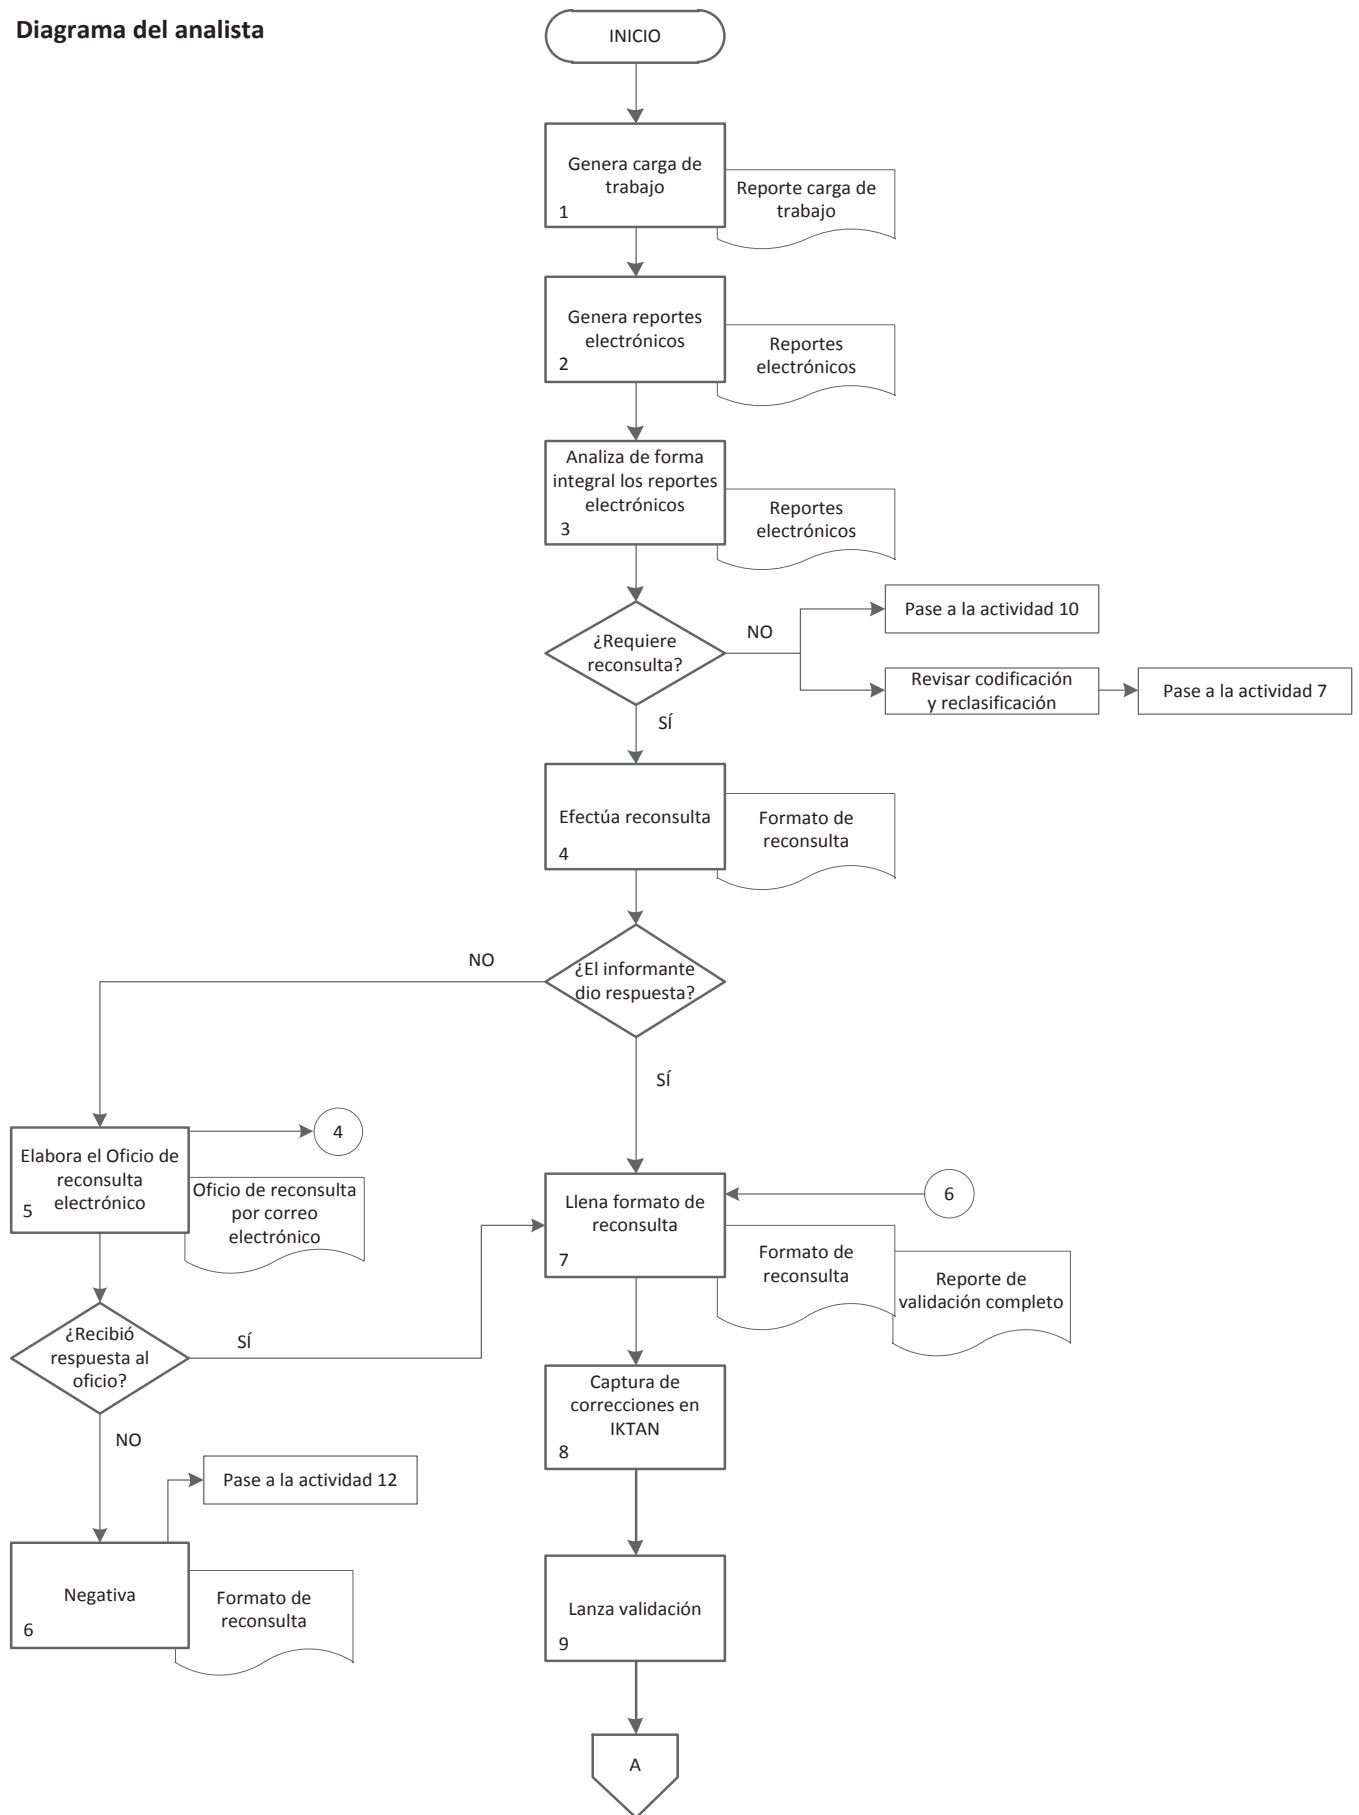 Diagrama del analista
INICIO
Genera carga de
trabajo
1
Reporte carga de
trabajo
Genera reportes
electrónicos
2
Reportes
electrónicos
Analiza de forma
integral los reportes
electrónicos
3
Reportes
electrónicos
¿Requiere
reconsulta?
NO
Pase a la actividad 10
Revisar codificación
y reclasificación
Pase a la actividad 7
SÍ
Efectúa reconsulta
4
Formato de
reconsulta
¿El informante
dio respuesta?
NO
SÍ
Elabora el Oficio de
reconsulta
electrónico
5
4
Oficio de reconsulta
por correo
electrónico
Llena formato de
reconsulta
7
6
Formato de
reconsulta
Reporte de
validación completo
¿Recibió
respuesta al
oficio?
SÍ
NO
Captura de
correcciones en
IKTAN
8
Pase a la actividad 12
Negativa
6
Formato de
reconsulta
Lanza validación
9
A